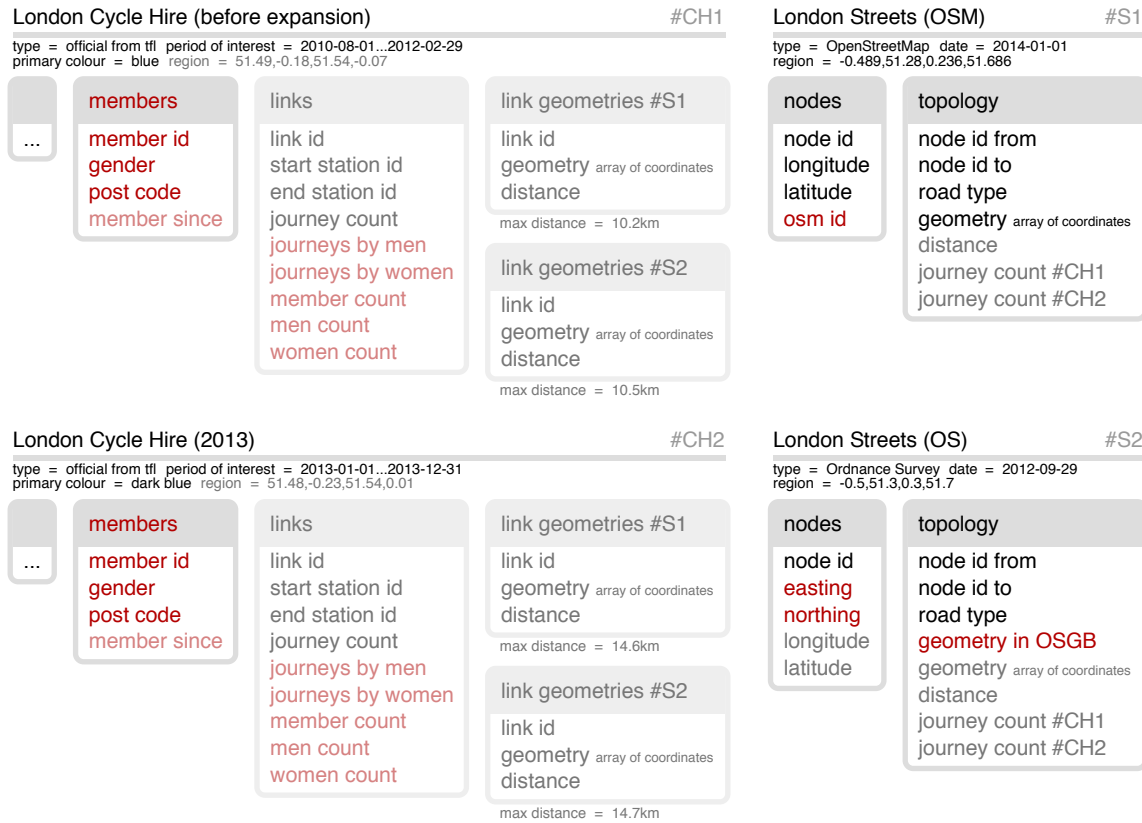 London Cycle Hire (before expansion) #CH1
type = official from tfl period of interest = 2010-08-01...2012-02-29
primary colour = blue region = 51.49,-0.18,51.54,-0.07
...
members
member id
gender
post code
member since
links
link id
start station id
end station id
journey count
journeys by men
journeys by women
member count
men count
women count
link geometries #S1
link id
geometry array of coordinates
distance
max distance = 10.2km
link geometries #S2
link id
geometry array of coordinates
distance
max distance = 10.5km
London Streets (OSM) #S1
type = OpenStreetMap date = 2014-01-01
region = -0.489,51.28,0.236,51.686
nodes
node id
longitude
latitude
osm id
topology
node id from
node id to
road type
geometry array of coordinates
distance
journey count #CH1
journey count #CH2
London Cycle Hire (2013) #CH2
type = official from tfl period of interest = 2013-01-01...2013-12-31
primary colour = dark blue region = 51.48,-0.23,51.54,0.01
...
members
member id
gender
post code
member since
links
link id
start station id
end station id
journey count
journeys by men
journeys by women
member count
men count
women count
link geometries #S1
link id
geometry array of coordinates
distance
max distance = 14.6km
link geometries #S2
link id
geometry array of coordinates
distance
max distance = 14.7km
London Streets (OS) #S2
type = Ordnance Survey date = 2012-09-29
region = -0.5,51.3,0.3,51.7
nodes
node id
easting
northing
longitude
latitude
topology
node id from
node id to
road type
geometry in OSGB
geometry array of coordinates
distance
journey count #CH1
journey count #CH2